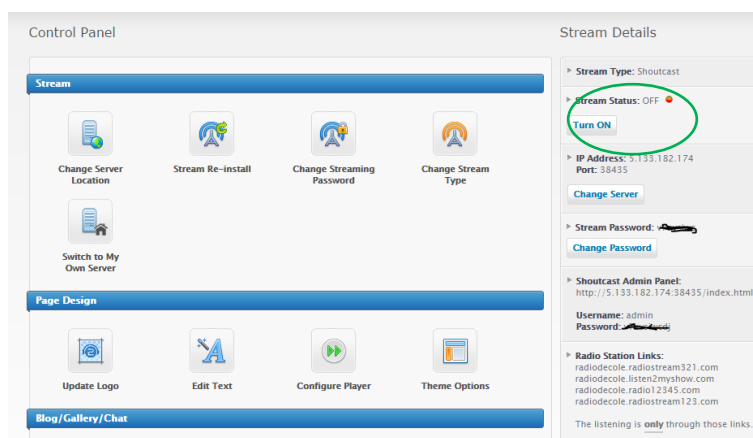 Control Panel
Stream
Change Server
Location
Stream Re-install
Change Streaming
Password
Change Stream
Type
Switch to My
Own Server
Page Design
Update Logo
Edit Text
Configure Player
Theme Options
Blog/Gallery/Chat
Stream Details
Stream Type: Shoutcast
Stream Status: OFF
Turn ON
IP Address: 5.133.182.174
Port: 38435
Change Server
Stream Password:
Change Password
Shoutcast Admin Panel:
http://5.133.182.174:38435/index.html
Username: admin
Password:
Radio Station Links:
radiodecole.radiostream321.com
radiodecole.listen2myshow.com
radiodecole.radio12345.com
radiodecole.radiostream123.com
The listening is only through those links.